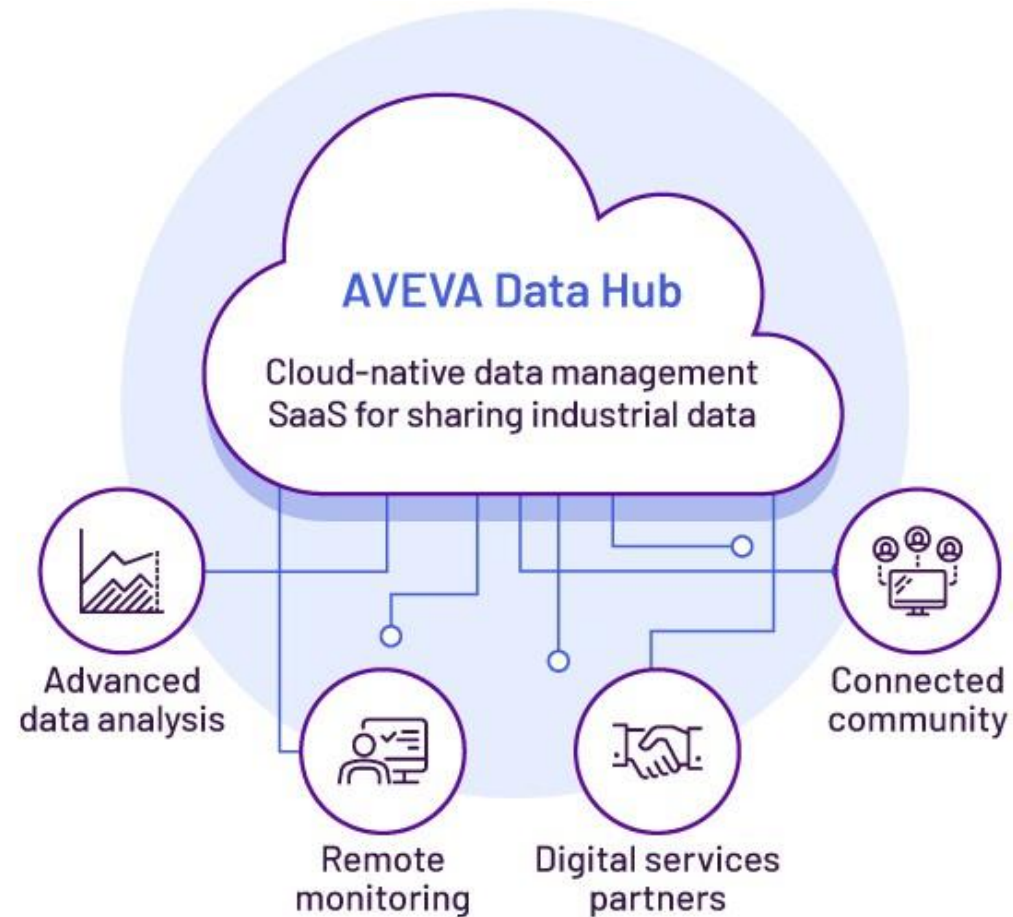 AVEVA Data Hub
Cloud-native data management
SaaS for sharing industrial data
Advanced
data analysis
Remote
monitoring
Digital services
partners
Connected
community